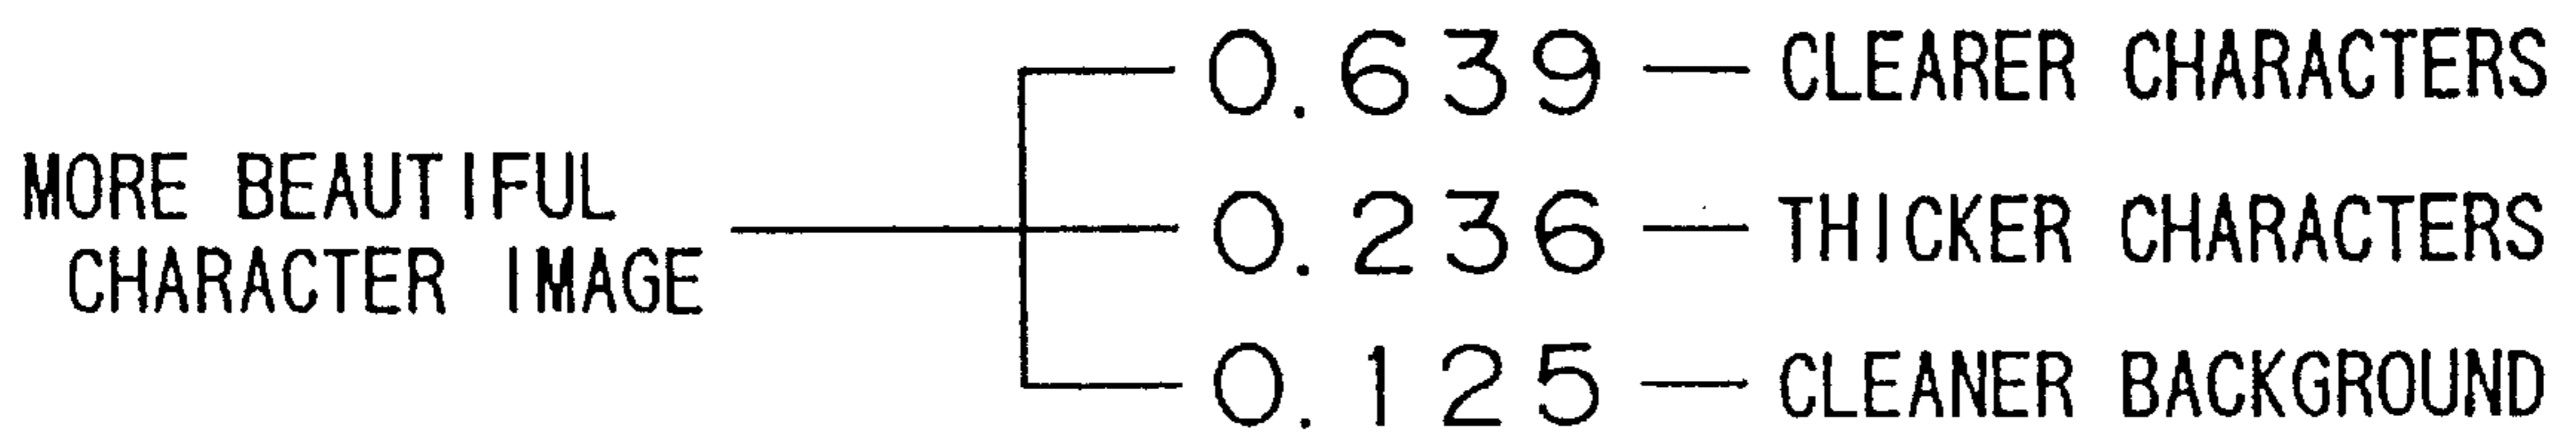 0.639 — CLEARER CHARACTERS
MORE BEAUTIFUL
CHARACTER IMAGE
0.236 — THICKER CHARACTERS
0.125 — CLEANER BACKGROUND